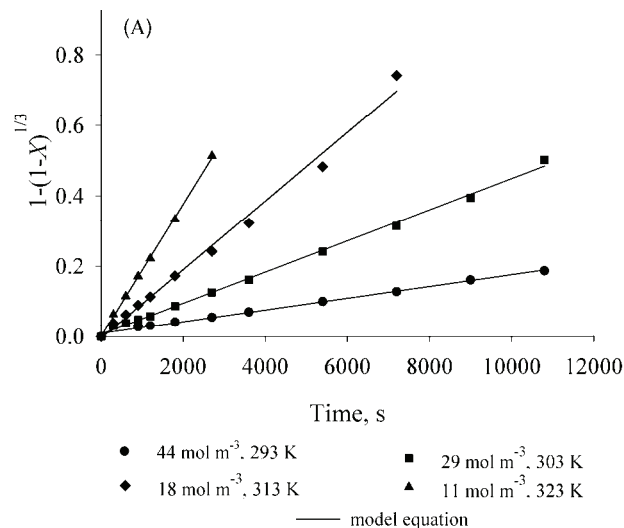 (A)
0.8
0.6
0.4
0.2
0.0
1-(1-X)^{1/3}
0 2000 4000 6000 8000 10000 12000
Time, s
44 mol m⁻³, 293 K
29 mol m⁻³, 303 K
18 mol m⁻³, 313 K
11 mol m⁻³, 323 K
model equation